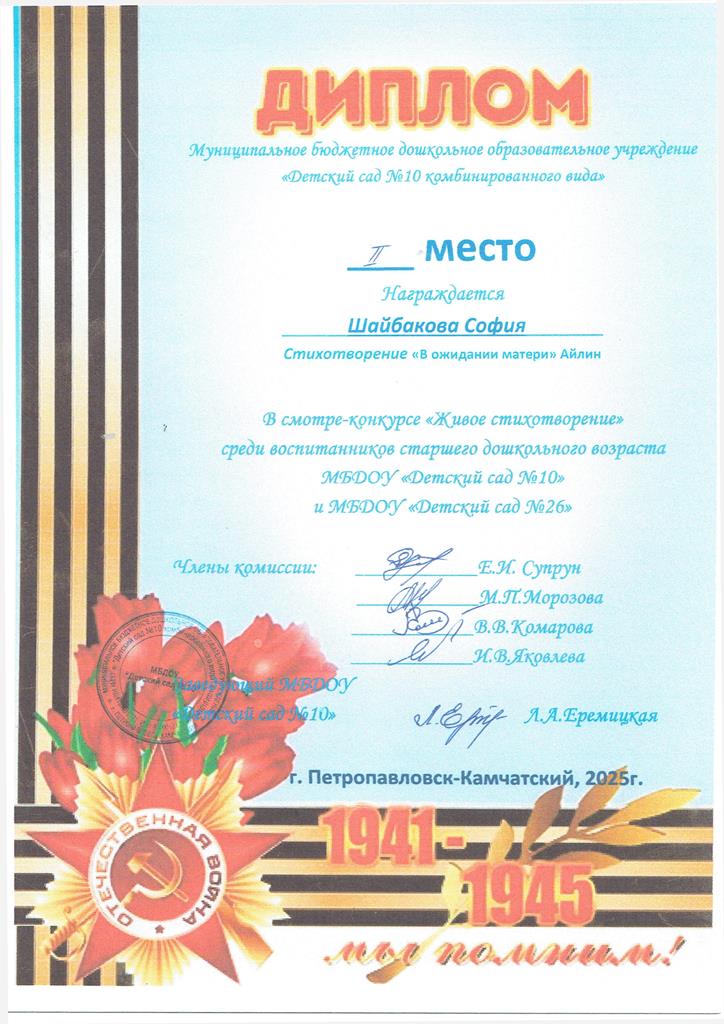 ДИПЛОМ
Муниципальное бюджетное дошкольное образовательное учреждение
«Детский сад №10 комбинированного вида»
II место
Награждается
Шайбакова София
Стихотворение «В ожидании матери» Айлин
В смотре-конкурсе «Живое стихотворение»
среди воспитанников старшего дошкольного возраста
МБДОУ «Детский сад №10»
и МБДОУ «Детский сад №26»
Члены комиссии: Е.И. Супрун
М.П.Морозова
В.В.Комарова
И.В.Яковлева
Заведующий МБДОУ
«Детский сад №10» Л.А.Еремицкая
МБДОУ
г. Петропавловск-Камчатский, 2025г.
ОТЕЧЕСТВЕННАЯ ВОЙНА
1941-
1945
мы помним!